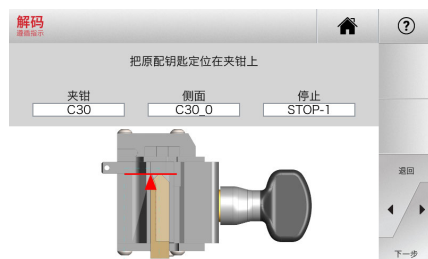 解码
遵循指示
把原配钥匙定位在夹钳上
夹钳 侧面 停止
C30 C30_0 STOP-1
退回
下一步